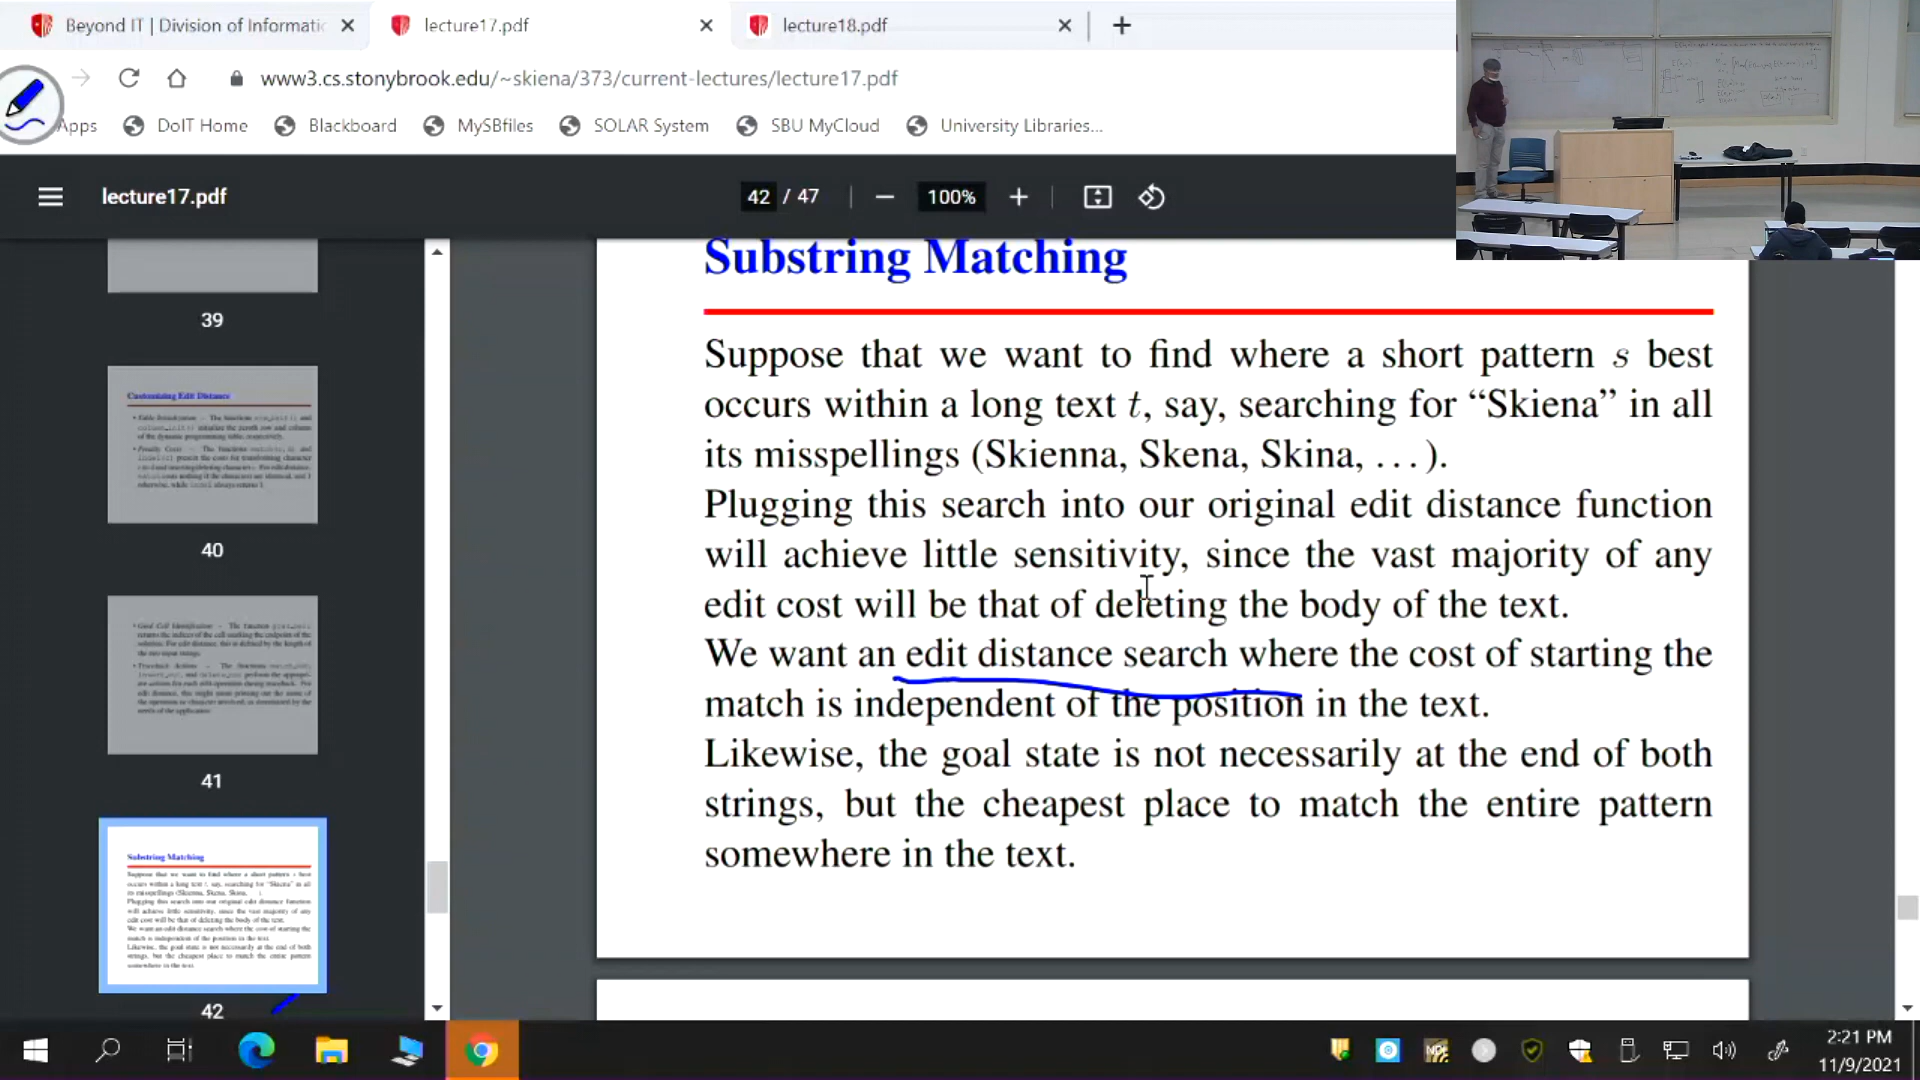 Beyond IT | Division of Informatic
lecture17.pdf
lecture18.pdf
www3.cs.stonybrook.edu/~skiena/373/current-lectures/lecture17.pdf
Apps
DoIT Home
Blackboard
MySBfiles
SOLAR System
SBU MyCloud
University Libraries...
lecture17.pdf
42 / 47
100%
39
Customizing Edit Distance
40
41
Substring Matching
42
Substring Matching
Suppose that we want to find where a short pattern s best
occurs within a long text t, say, searching for “Skiena” in all
its misspellings (Skienna, Skena, Skina, ...).
Plugging this search into our original edit distance function
will achieve little sensitivity, since the vast majority of any
edit cost will be that of deleting the body of the text.
We want an edit distance search where the cost of starting the
match is independent of the position in the text.
Likewise, the goal state is not necessarily at the end of both
strings, but the cheapest place to match the entire pattern
somewhere in the text.
2:21 PM
11/9/2021